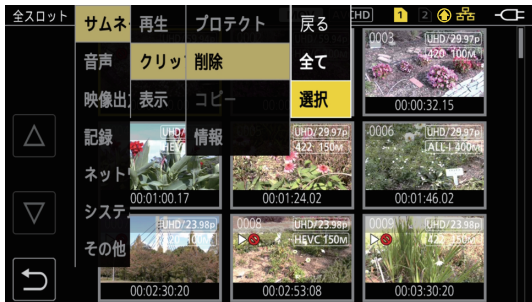 全スロット
サムネ
再生
プロテクト
戻る
HD
1
2
音声
クリッ
削除
全て
映像出
表示
コピー
選択
記録
情報
ネット
システ
その他
0003
UHD/29.97p
420 100M
00:00:32.15
UHD/
HEV
00:01:00.17
UHD/29.97p
422 150M
00:01:24.02
0006
UHD/29.97p
ALL-I 400M
00:01:46.02
UHD/23.98p
00:02:30:20
0008
UHD/23.98p
HEVC 150M
00:02:53:08
0009
UHD/23.98p
422 150M
00:03:30:20